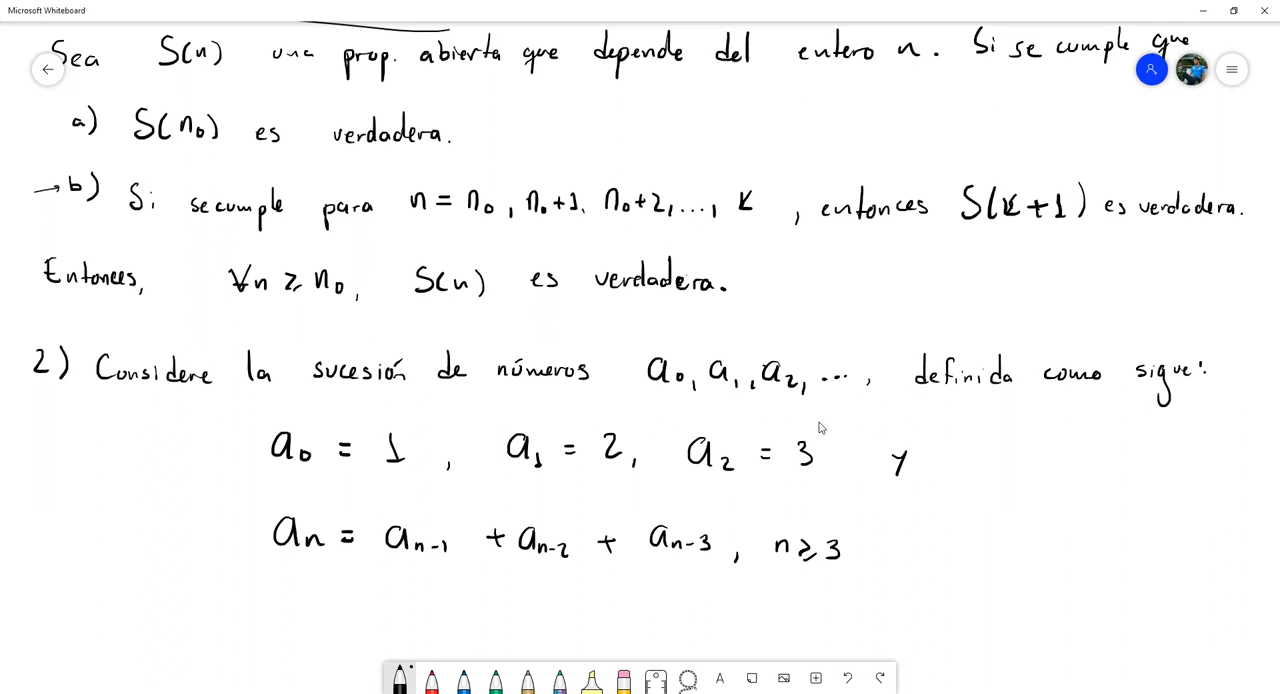 Microsoft Whiteboard
Sea S(n) una prop. abierta que depende del entero n. Si se cumple que
a) S(n₀) es verdadera.
→ b) Si se cumple para n = n₀, n₀+1, n₀+2, ..., k, entonces S(k+1) es verdadera.
Entonces, ∀n ≥ n₀, S(n) es verdadera.
2) Considere la sucesión de números a₀, a₁, a₂, ..., definida como sigue:
a₀ = 1, a₁ = 2, a₂ = 3 y
aₙ = aₙ₋₁ + aₙ₋₂ + aₙ₋₃, n ≥ 3